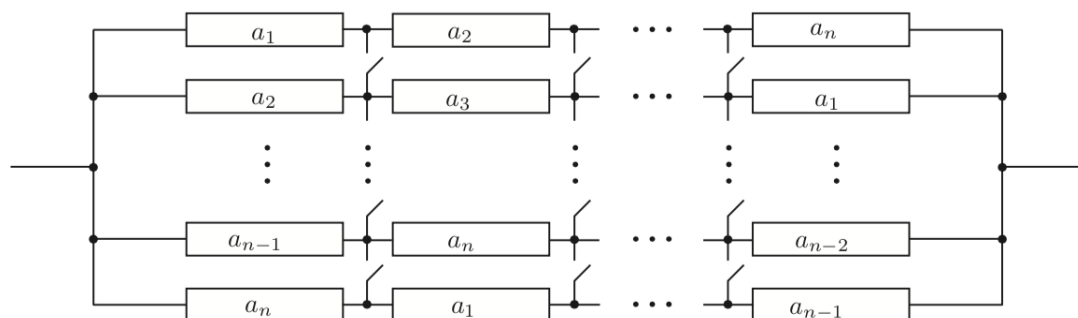 a₁ a₂ ··· aₙ
a₂ a₃ ··· a₁
aₙ₋₁ aₙ ··· aₙ₋₂
aₙ a₁ ··· aₙ₋₁